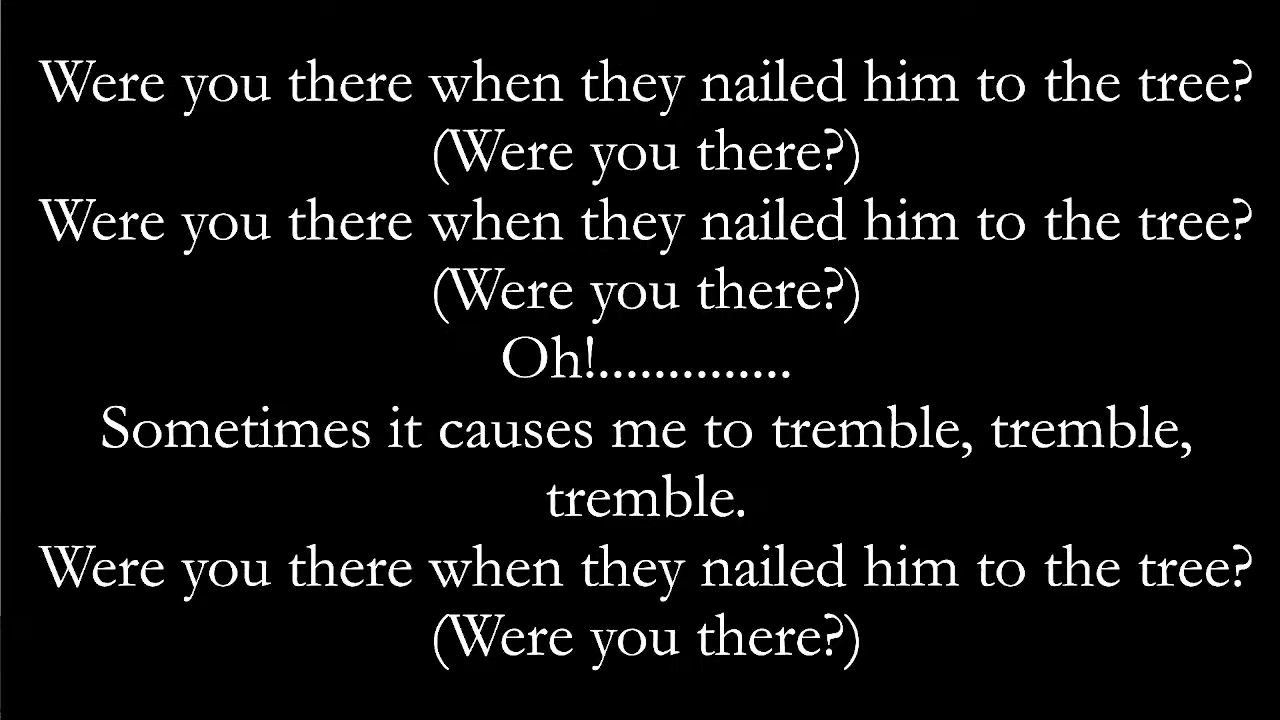 Were you there when they nailed him to the tree?
(Were you there?)
Were you there when they nailed him to the tree?
(Were you there?)
Oh!..............
Sometimes it causes me to tremble, tremble,
tremble.
Were you there when they nailed him to the tree?
(Were you there?)